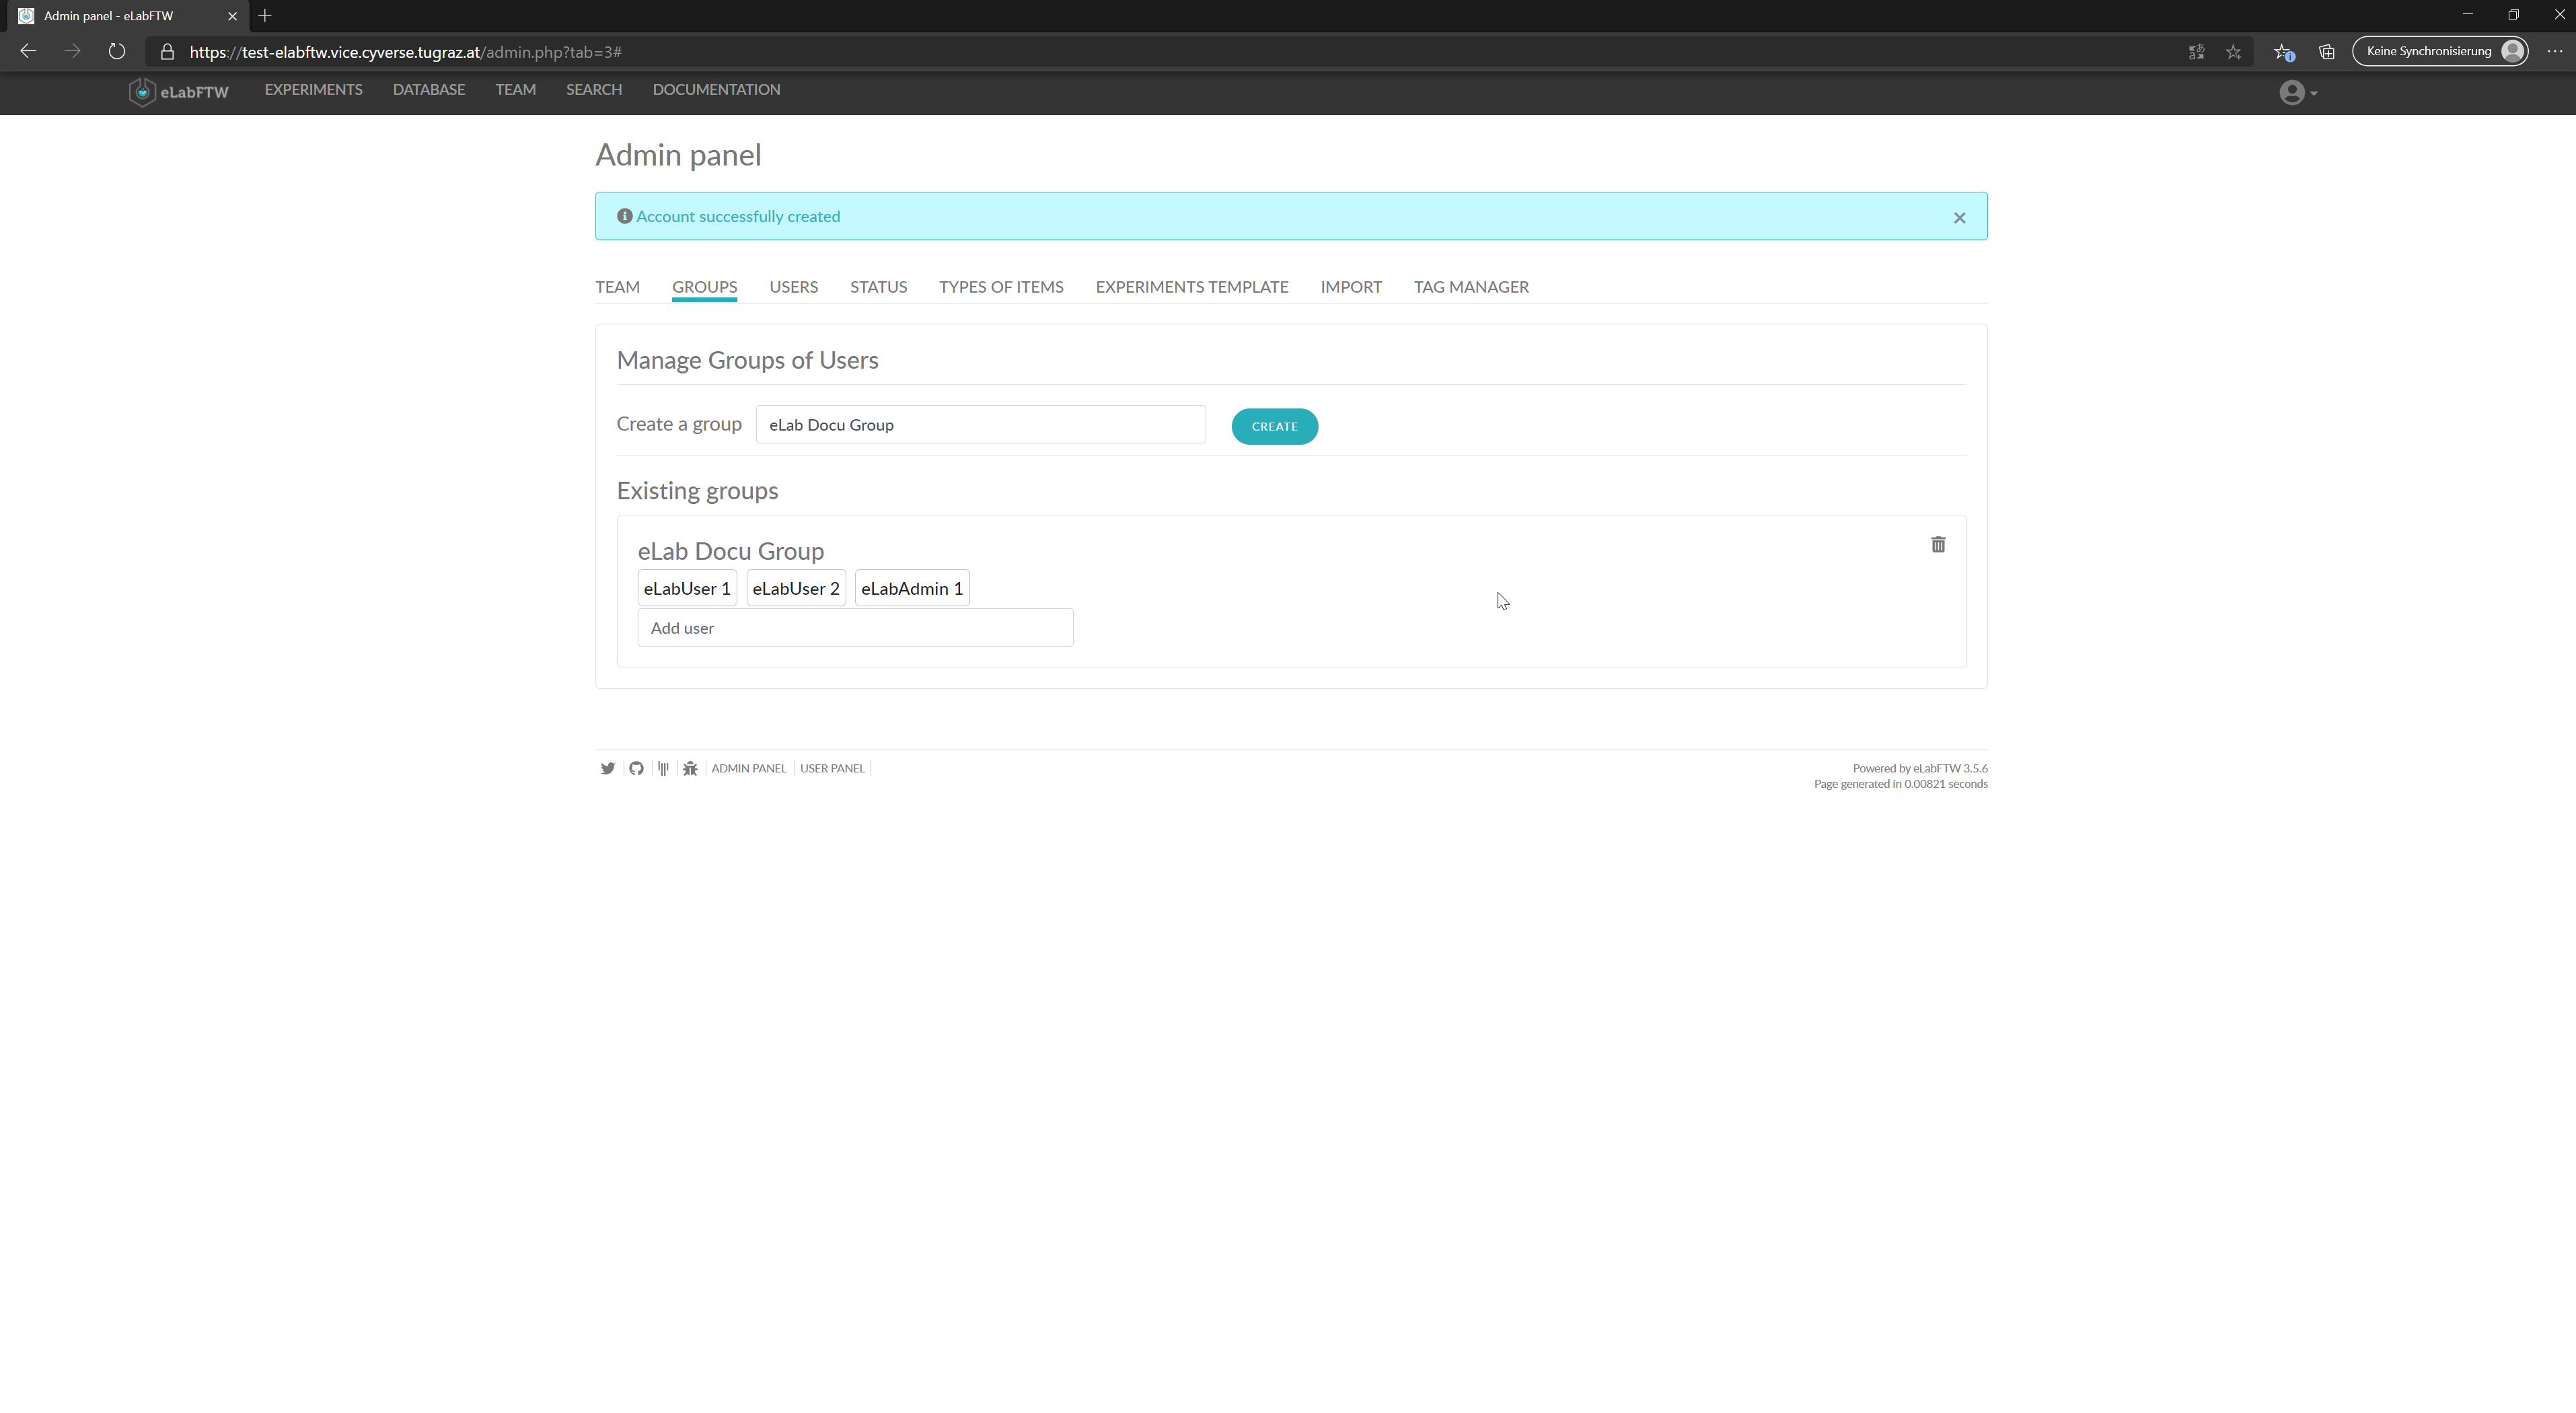 Admin panel - eLabFTW
https://test-elabftw.vice.cyverse.tugraz.at/admin.php?tab=3#
Keine Synchronisierung
eLabFTW EXPERIMENTS DATABASE TEAM SEARCH DOCUMENTATION
Admin panel
Account successfully created
TEAM GROUPS USERS STATUS TYPES OF ITEMS EXPERIMENTS TEMPLATE IMPORT TAG MANAGER
Manage Groups of Users
Create a group eLab Docu Group CREATE
Existing groups
eLab Docu Group
eLabUser 1 eLabUser 2 eLabAdmin 1
Add user
ADMIN PANEL USER PANEL
Powered by eLabFTW 3.5.6
Page generated in 0.00821 seconds